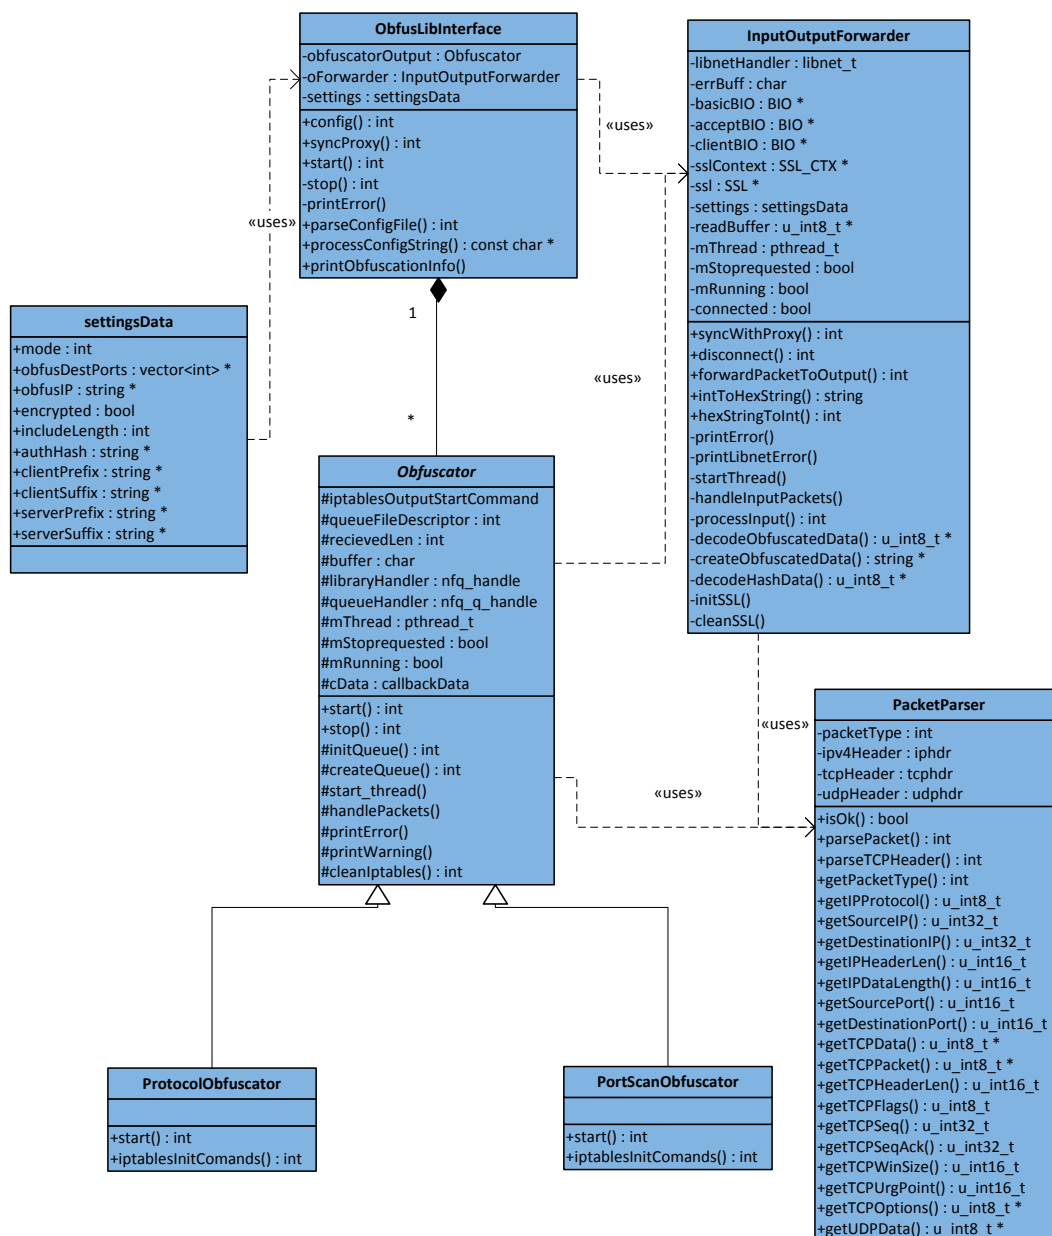 ObfusLibInterface
-obfuscatorOutput : Obfuscator
-oForwarder : InputOutputForwarder
-settings : settingsData
+config() : int
+syncProxy() : int
+start() : int
-stop() : int
-printError()
+parseConfigFile() : int
+processConfigString() : const char *
+printObfuscationInfo()
InputOutputForwarder
-libnetHandler : libnet_t
-errBuff : char
-basicBIO : BIO *
-acceptBIO : BIO *
-clientBIO : BIO *
-sslContext : SSL_CTX *
-ssl : SSL *
-settings : settingsData
-readBuffer : u_int8_t *
-mThread : pthread_t
-mStoprequested : bool
-mRunning : bool
-connected : bool
+syncWithProxy() : int
+disconnect() : int
+forwardPacketToOutput() : int
+intToHexString() : string
+hexStringToInt() : int
-printError()
-printLibnetError()
-startThread()
-handleInputPackets()
-processInput() : int
-decodeObfuscatedData() : u_int8_t *
-createObfuscatedData() : string *
-decodeHashData() : u_int8_t *
-initSSL()
-cleanSSL()
«uses»
«uses»
1
*
«uses»
settingsData
+mode : int
+obfusDestPorts : vector<int> *
+obfusIP : string *
+encrypted : bool
+includeLength : int
+authHash : string *
+clientPrefix : string *
+clientSuffix : string *
+serverPrefix : string *
+serverSuffix : string *
Obfuscator
#iptablesOutputStartCommand
#queueFileDescriptor : int
#recievedLen : int
#buffer : char
#libraryHandler : nfq_handle
#queueHandler : nfq_q_handle
#mThread : pthread_t
#mStoprequested : bool
#mRunning : bool
#cData : callbackData
+start() : int
+stop() : int
#initQueue() : int
#createQueue() : int
#start_thread()
#handlePackets()
#printError()
#printWarning()
#cleanIptables() : int
«uses»
«uses»
PacketParser
-packetType : int
-ipv4Header : iphdr
-tcpHeader : tcphdr
-udpHeader : udphdr
+isOk() : bool
+parsePacket() : int
+parseTCPHeader() : int
+getPacketType() : int
+getIPProtocol() : u_int8_t
+getSourceIP() : u_int32_t
+getDestinationIP() : u_int32_t
+getIPHeaderLen() : u_int16_t
+getIPDataLength() : u_int16_t
+getSourcePort() : u_int16_t
+getDestinationPort() : u_int16_t
+getTCPData() : u_int8_t *
+getTCPPacket() : u_int8_t *
+getTCPHeaderLen() : u_int16_t
+getTCPFlags() : u_int8_t
+getTCPSeq() : u_int32_t
+getTCPSeqAck() : u_int32_t
+getTCPWinSize() : u_int16_t
+getTCPUrgPoint() : u_int16_t
+getTCPOptions() : u_int8_t *
+getUDPData() : u_int8_t *
ProtocolObfuscator
+start() : int
+iptablesInitComands() : int
PortScanObfuscator
+start() : int
+iptablesInitComands() : int